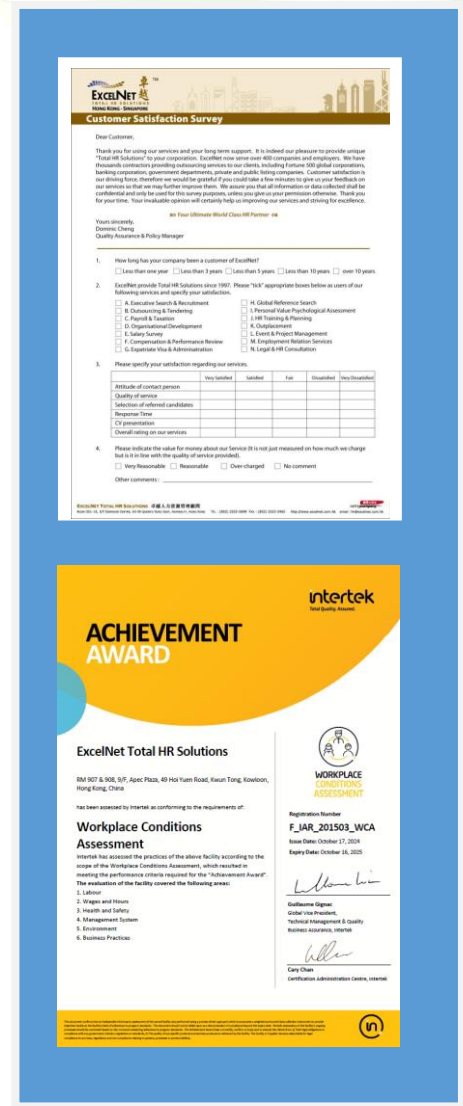 卓越 TM
EXCELNET
TOTAL HR SOLUTIONS
HONG KONG · SINGAPORE
Customer Satisfaction Survey
Dear Customer,
Thank you for using our services and your long term support. It is indeed our pleasure to provide unique
"Total HR Solutions" to your corporation. ExcelNet now serve over 400 companies and employers. We have
thousands contractors providing outsourcing services to our clients, including Fortune 500 global corporations,
banking corporation, government departments, private and public listing companies. Customer satisfaction is
our driving force, therefore we would be grateful if you could take a few minutes to give us your feedback on
our services so that we may further improve them. We assure you that all information or data collected shall be
confidential and only be used for this survey purposes, unless you give us your permission otherwise. Thank you
for your time. Your invaluable opinion will certainly help us improving our services and striving for excellence.
Your Ultimate World Class HR Partner
Yours sincerely,
Dominic Cheng
Quality Assurance & Policy Manager
1. How long has your company been a customer of ExcelNet?
Less than one year Less than 3 years Less than 5 years Less than 10 years over 10 years
2. ExcelNet provide Total HR Solutions since 1997. Please "tick" appropriate boxes below as users of our
following services and specify your satisfaction.
A. Executive Search & Recruitment
B. Outsourcing & Tendering
C. Payroll & Taxation
D. Organisational Development
E. Salary Survey
F. Compensation & Performance Review
G. Expatriate Visa & Administration
H. Global Reference Search
I. Personal Value Psychological Assessment
J. HR Training & Planning
K. Outplacement
L. Event & Project Management
M. Employment Relation Services
N. Legal & HR Consultation
3. Please specify your satisfaction regarding our services.
Very Satisfied Satisfied Fair Dissatisfied Very Dissatisfied
Attitude of contact person
Quality of service
Selection of referred candidates
Response Time
CV presentation
Overall rating on our services
4. Please indicate the value for money about our Service (It is not just measured on how much we charge
but is it in line with the quality of service provided).
Very Reasonable Reasonable Over-charged No comment
Other comments :
EXCELNET TOTAL HR SOLUTIONS 卓越人力資源管理顧問
intertek
Total Quality. Assured.
ACHIEVEMENT
AWARD
ExcelNet Total HR Solutions
RM 907 & 908, 9/F, Apec Plaza, 49 Hoi Yuen Road, Kwun Tong, Kowloon,
Hong Kong, China
has been assessed by Intertek as conforming to the requirements of:
Workplace Conditions
Assessment
Intertek has assessed the practices of the above facility according to the
scope of the Workplace Conditions Assessment, which resulted in
meeting the performance criteria required for the "Achievement Award".
The evaluation of the facility covered the following areas:
1. Labour
2. Wages and Hours
3. Health and Safety
4. Management System
5. Environment
6. Business Practices
WORKPLACE
CONDITIONS
ASSESSMENT
Registration Number
F_IAR_201503_WCA
Issue Date: October 17, 2024
Expiry Date: October 16, 2025
Guillaume Gignac
Global Vice President,
Technical Management & Quality
Business Assurance, Intertek
Cary Chan
Certification Administration Centre, Intertek
in